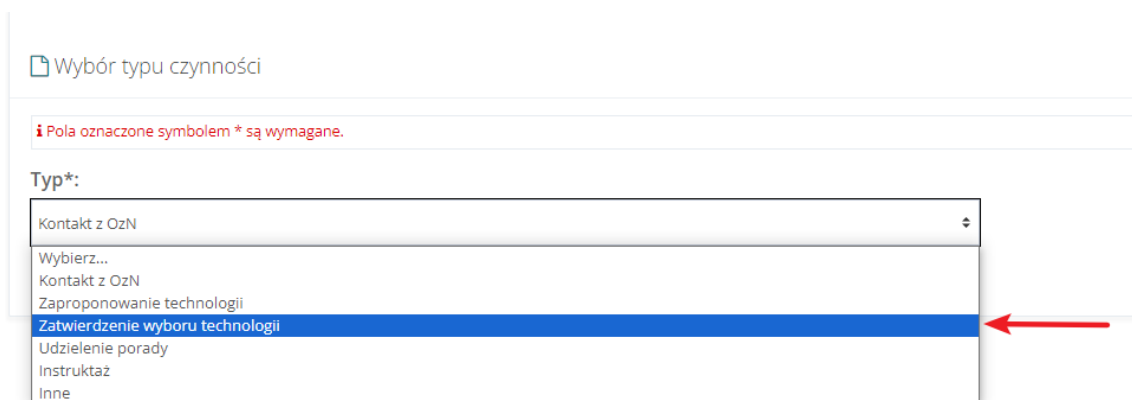 Wybór typu czynności
i Pola oznaczone symbolem * są wymagane.
Typ*:
Kontakt z OzN
Wybierz...
Kontakt z OzN
Zaproponowanie technologii
Zatwierdzenie wyboru technologii
Udzielenie porady
Instruktaż
Inne